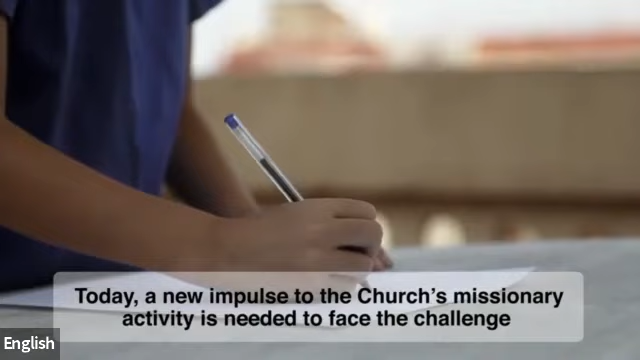 Today, a new impulse to the Church's missionary
activity is needed to face the challenge
English